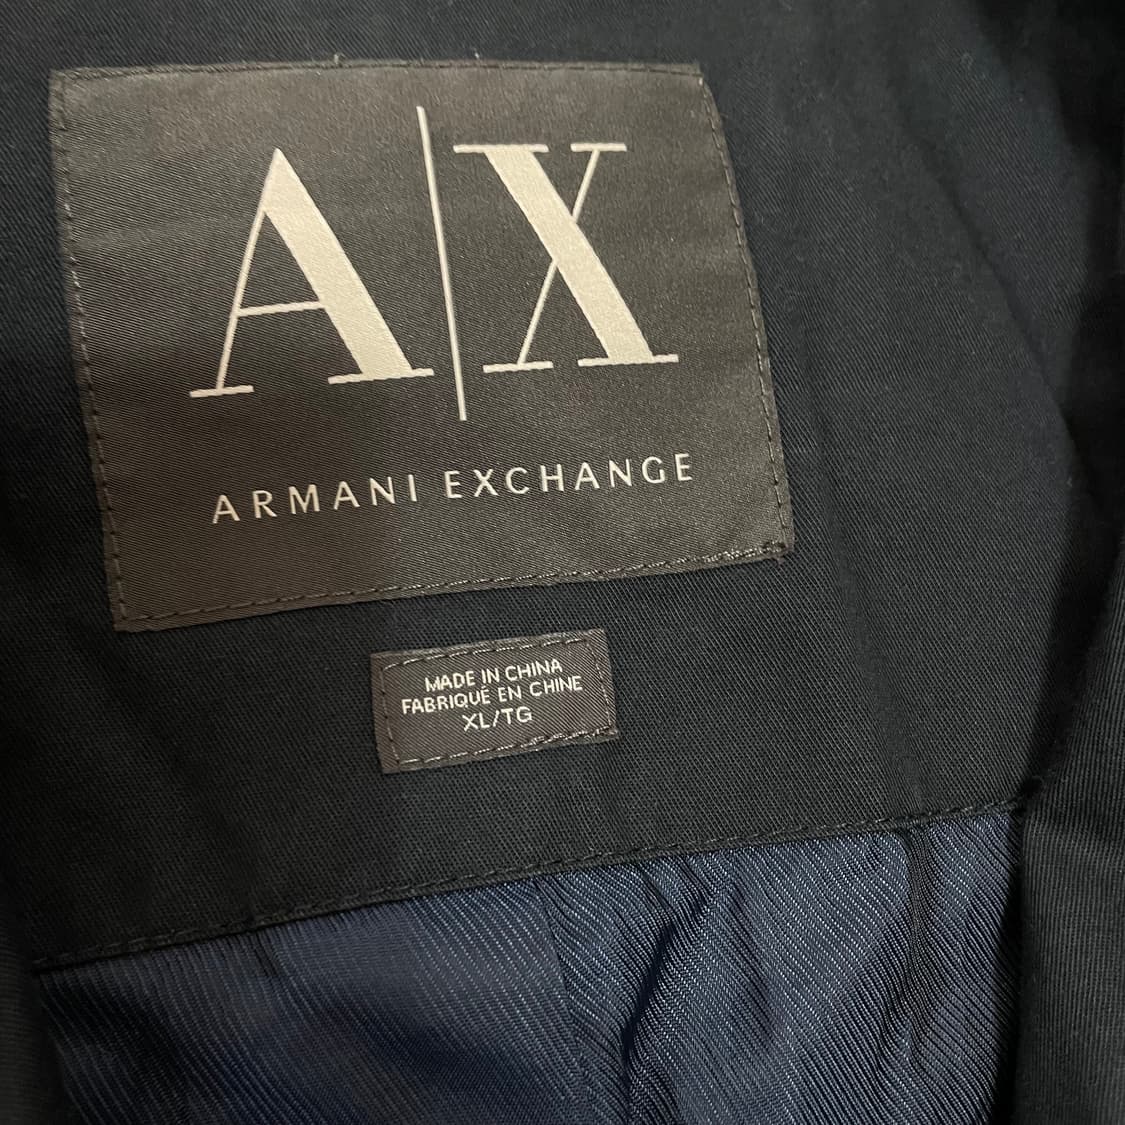 A|X
ARMANI EXCHANGE
MADE IN CHINA
FABRIQUÉ EN CHINE
XL/TG